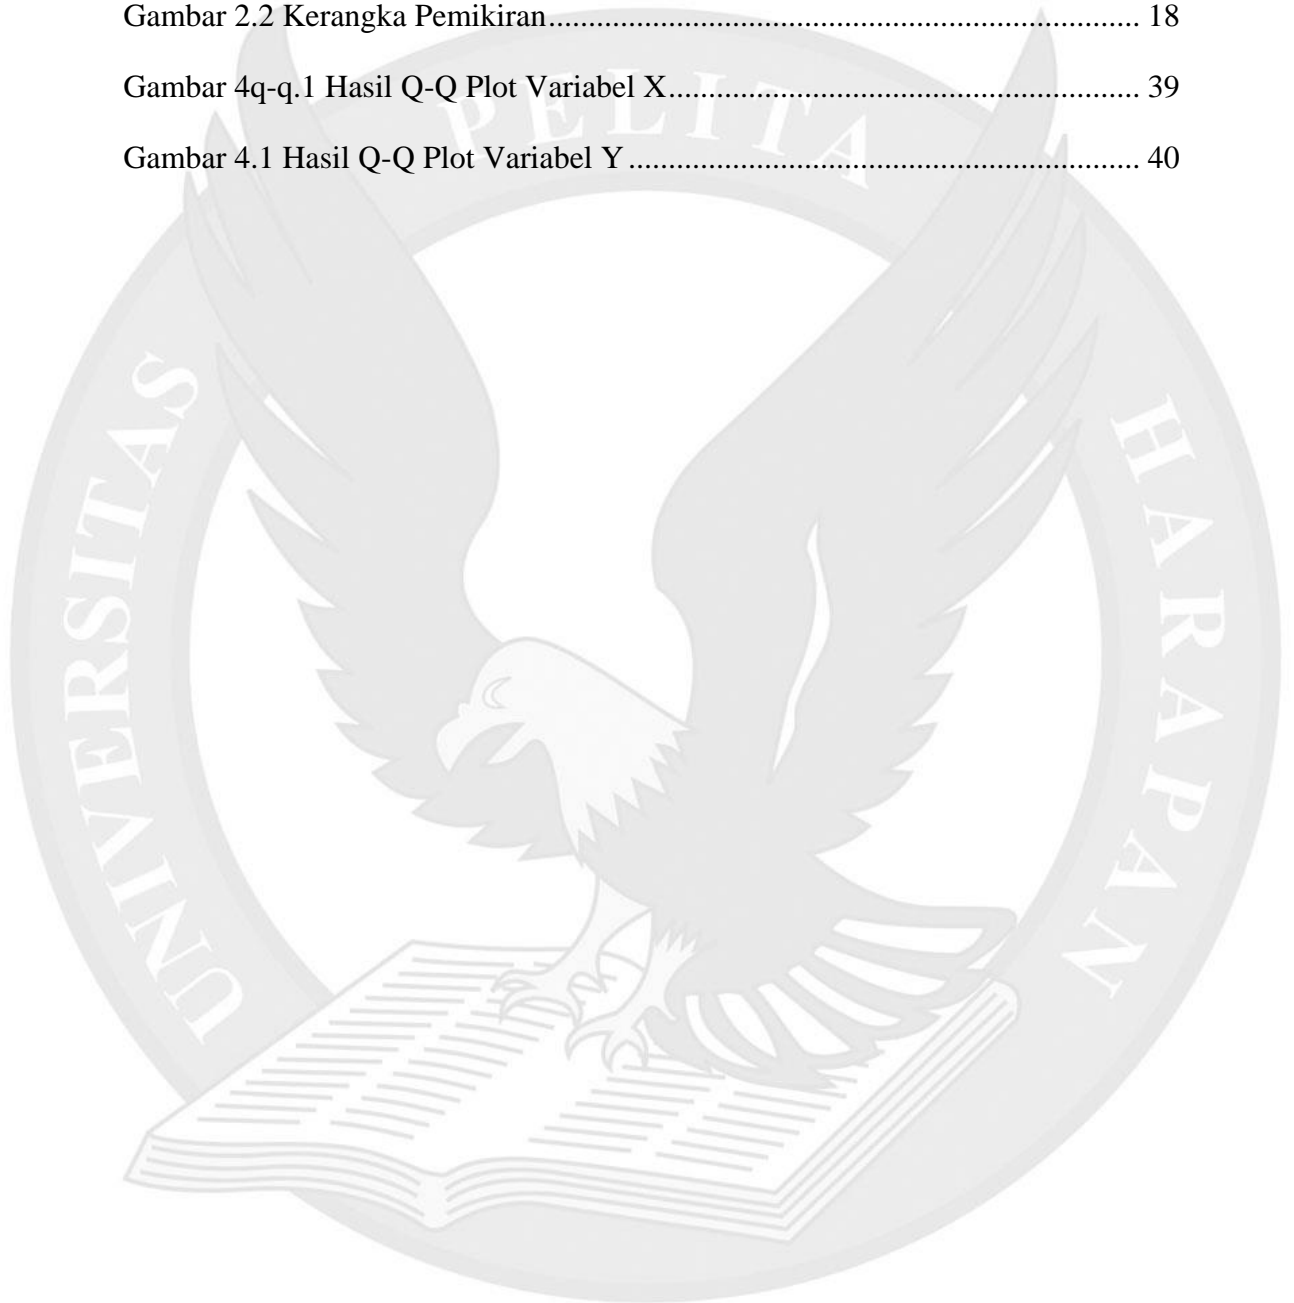 Gambar 2.2 Kerangka Pemikiran.......................................................................... 18
Gambar 4q-q.1 Hasil Q-Q Plot Variabel X........................................................... 39
Gambar 4.1 Hasil Q-Q Plot Variabel Y ................................................................ 40
UNIVERSITAS PELITA HARAPAN